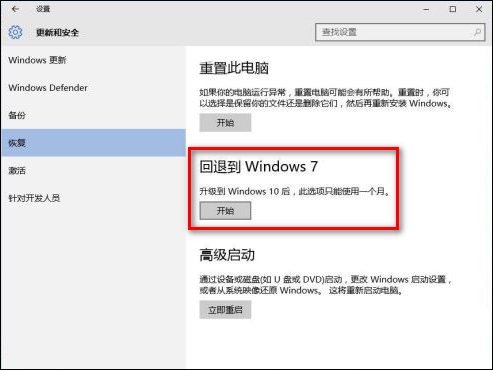 设置
更新和安全
查找设置
Windows 更新
Windows Defender
备份
恢复
激活
针对开发人员
重置此电脑
如果你的电脑运行异常，重置电脑可能会有所帮助。重置时，你可
以选择是保留你的文件还是删除它们，然后再重新安装 Windows。
开始
回退到 Windows 7
升级到 Windows 10 后，此选项只能使用一个月。
开始
高级启动
通过设备或磁盘(如 U 盘或 DVD)启动，更改 Windows 启动设置，
或者从系统映像还原 Windows。 这将重新启动电脑。
立即重启